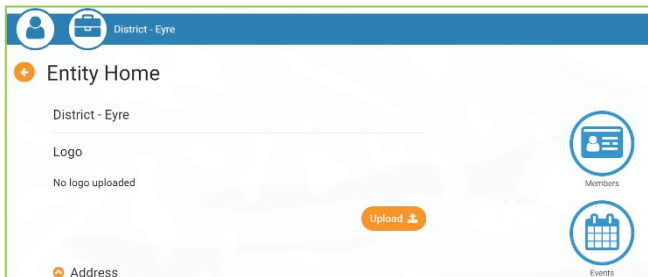 District - Eyre
Entity Home
District - Eyre
Logo
No logo uploaded
Members
Upload
Address
Events